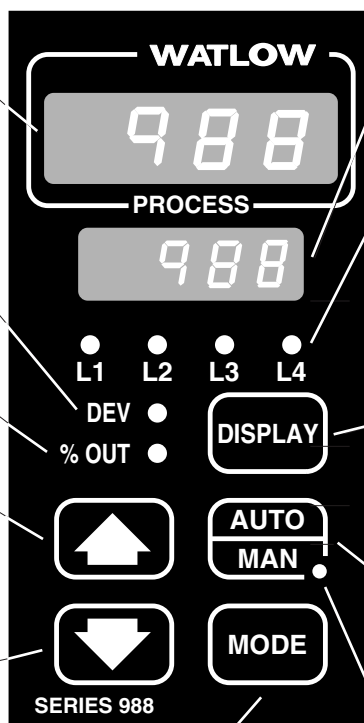 WATLOW
988
PROCESS
988
L1 L2 L3 L4
DEV
% OUT
DISPLAY
AUTO
MAN
MODE
SERIES 988